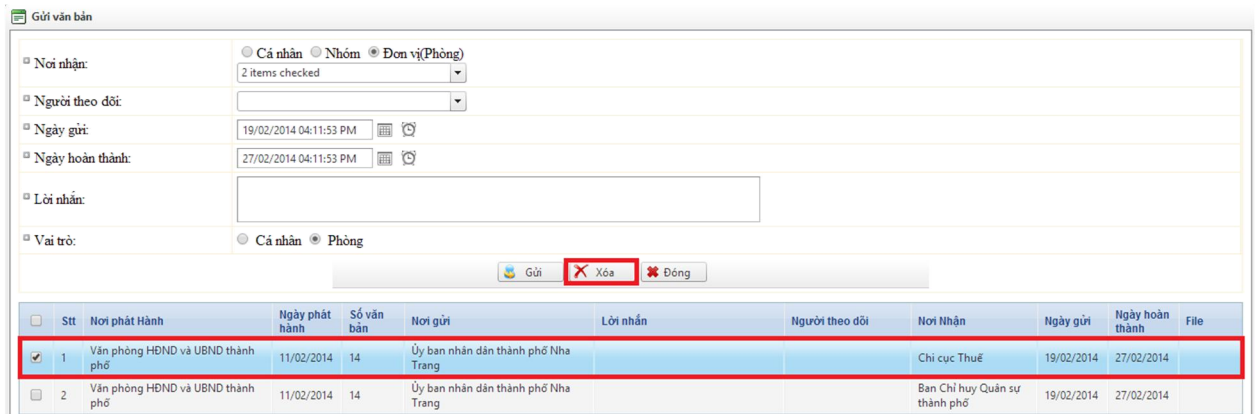 Gửi văn bản
Nơi nhận:
Cá nhân Nhóm Đơn vị(Phòng)
2 items checked
Người theo dõi:
Ngày gửi:
19/02/2014 04:11:53 PM
Ngày hoàn thành:
27/02/2014 04:11:53 PM
Lời nhắn:
Vai trò:
Cá nhân Phòng
Gửi Xóa Đóng
Stt Nơi phát Hành Ngày phát hành Số văn bản Nơi gửi Lời nhắn Người theo dõi Nơi Nhận Ngày gửi Ngày hoàn thành File
1 Văn phòng HĐND và UBND thành phố 11/02/2014 14 Ủy ban nhân dân thành phố Nha Trang Chi cục Thuế 19/02/2014 27/02/2014
2 Văn phòng HĐND và UBND thành phố 11/02/2014 14 Ủy ban nhân dân thành phố Nha Trang Ban Chỉ huy Quân sự thành phố 19/02/2014 27/02/2014